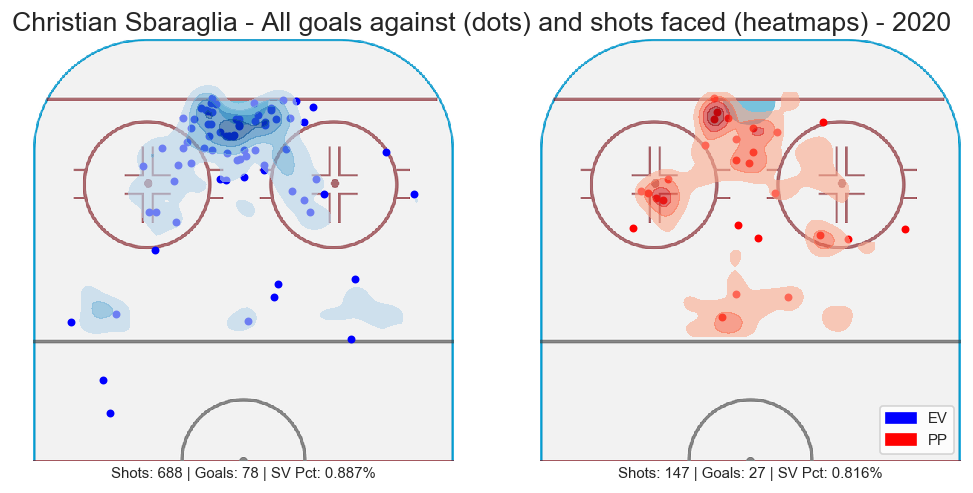 Christian Sbaraglia - All goals against (dots) and shots faced (heatmaps) - 2020
EV
PP
Shots: 688 | Goals: 78 | SV Pct: 0.887%
Shots: 147 | Goals: 27 | SV Pct: 0.816%